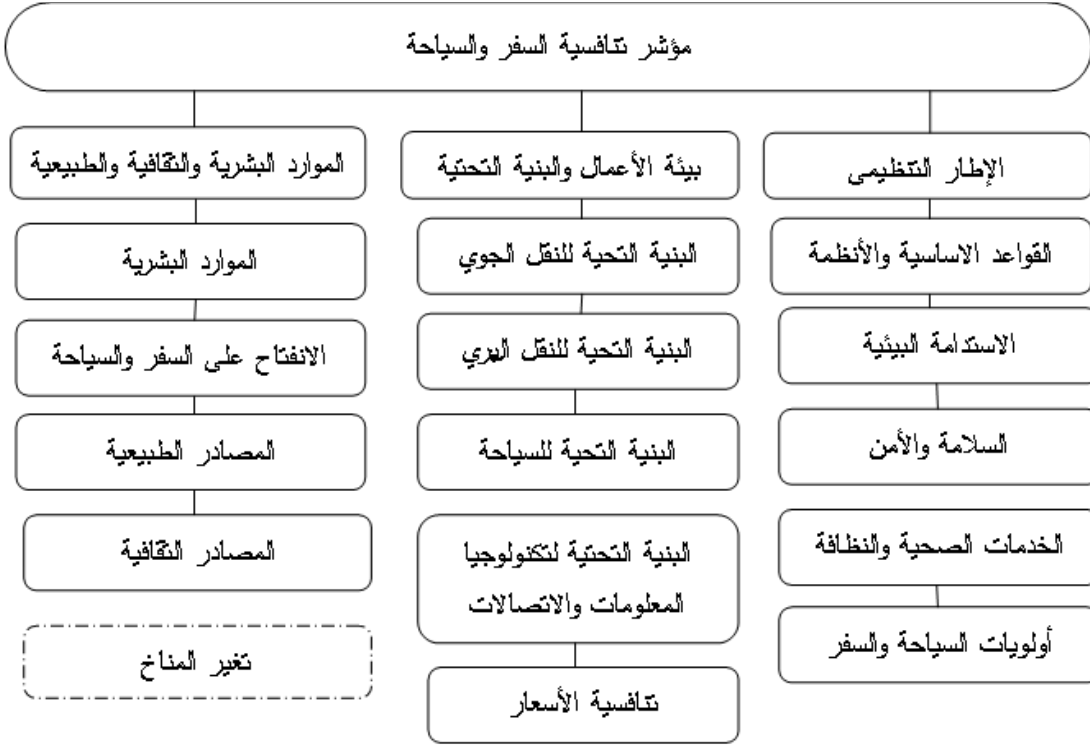 مؤشر تنافسية السفر والسياحة
الإطار التنظيمى
القواعد الاساسية والأنظمة
الاستدامة البيئية
السلامة والأمن
الخدمات الصحية والنظافة
أولويات السياحة والسفر
بيئة الأعمال والبنية التحتية
البنية التحية للنقل الجوي
البنية التحية للنقل البري
البنية التحية للسياحة
البنية التحتية لتكنولوجيا
المعلومات والاتصالات
تنافسية الأسعار
الموارد البشرية والثقافية والطبيعية
الموارد البشرية
الانفتاح على السفر والسياحة
المصادر الطبيعية
المصادر الثقافية
تغير المناخ